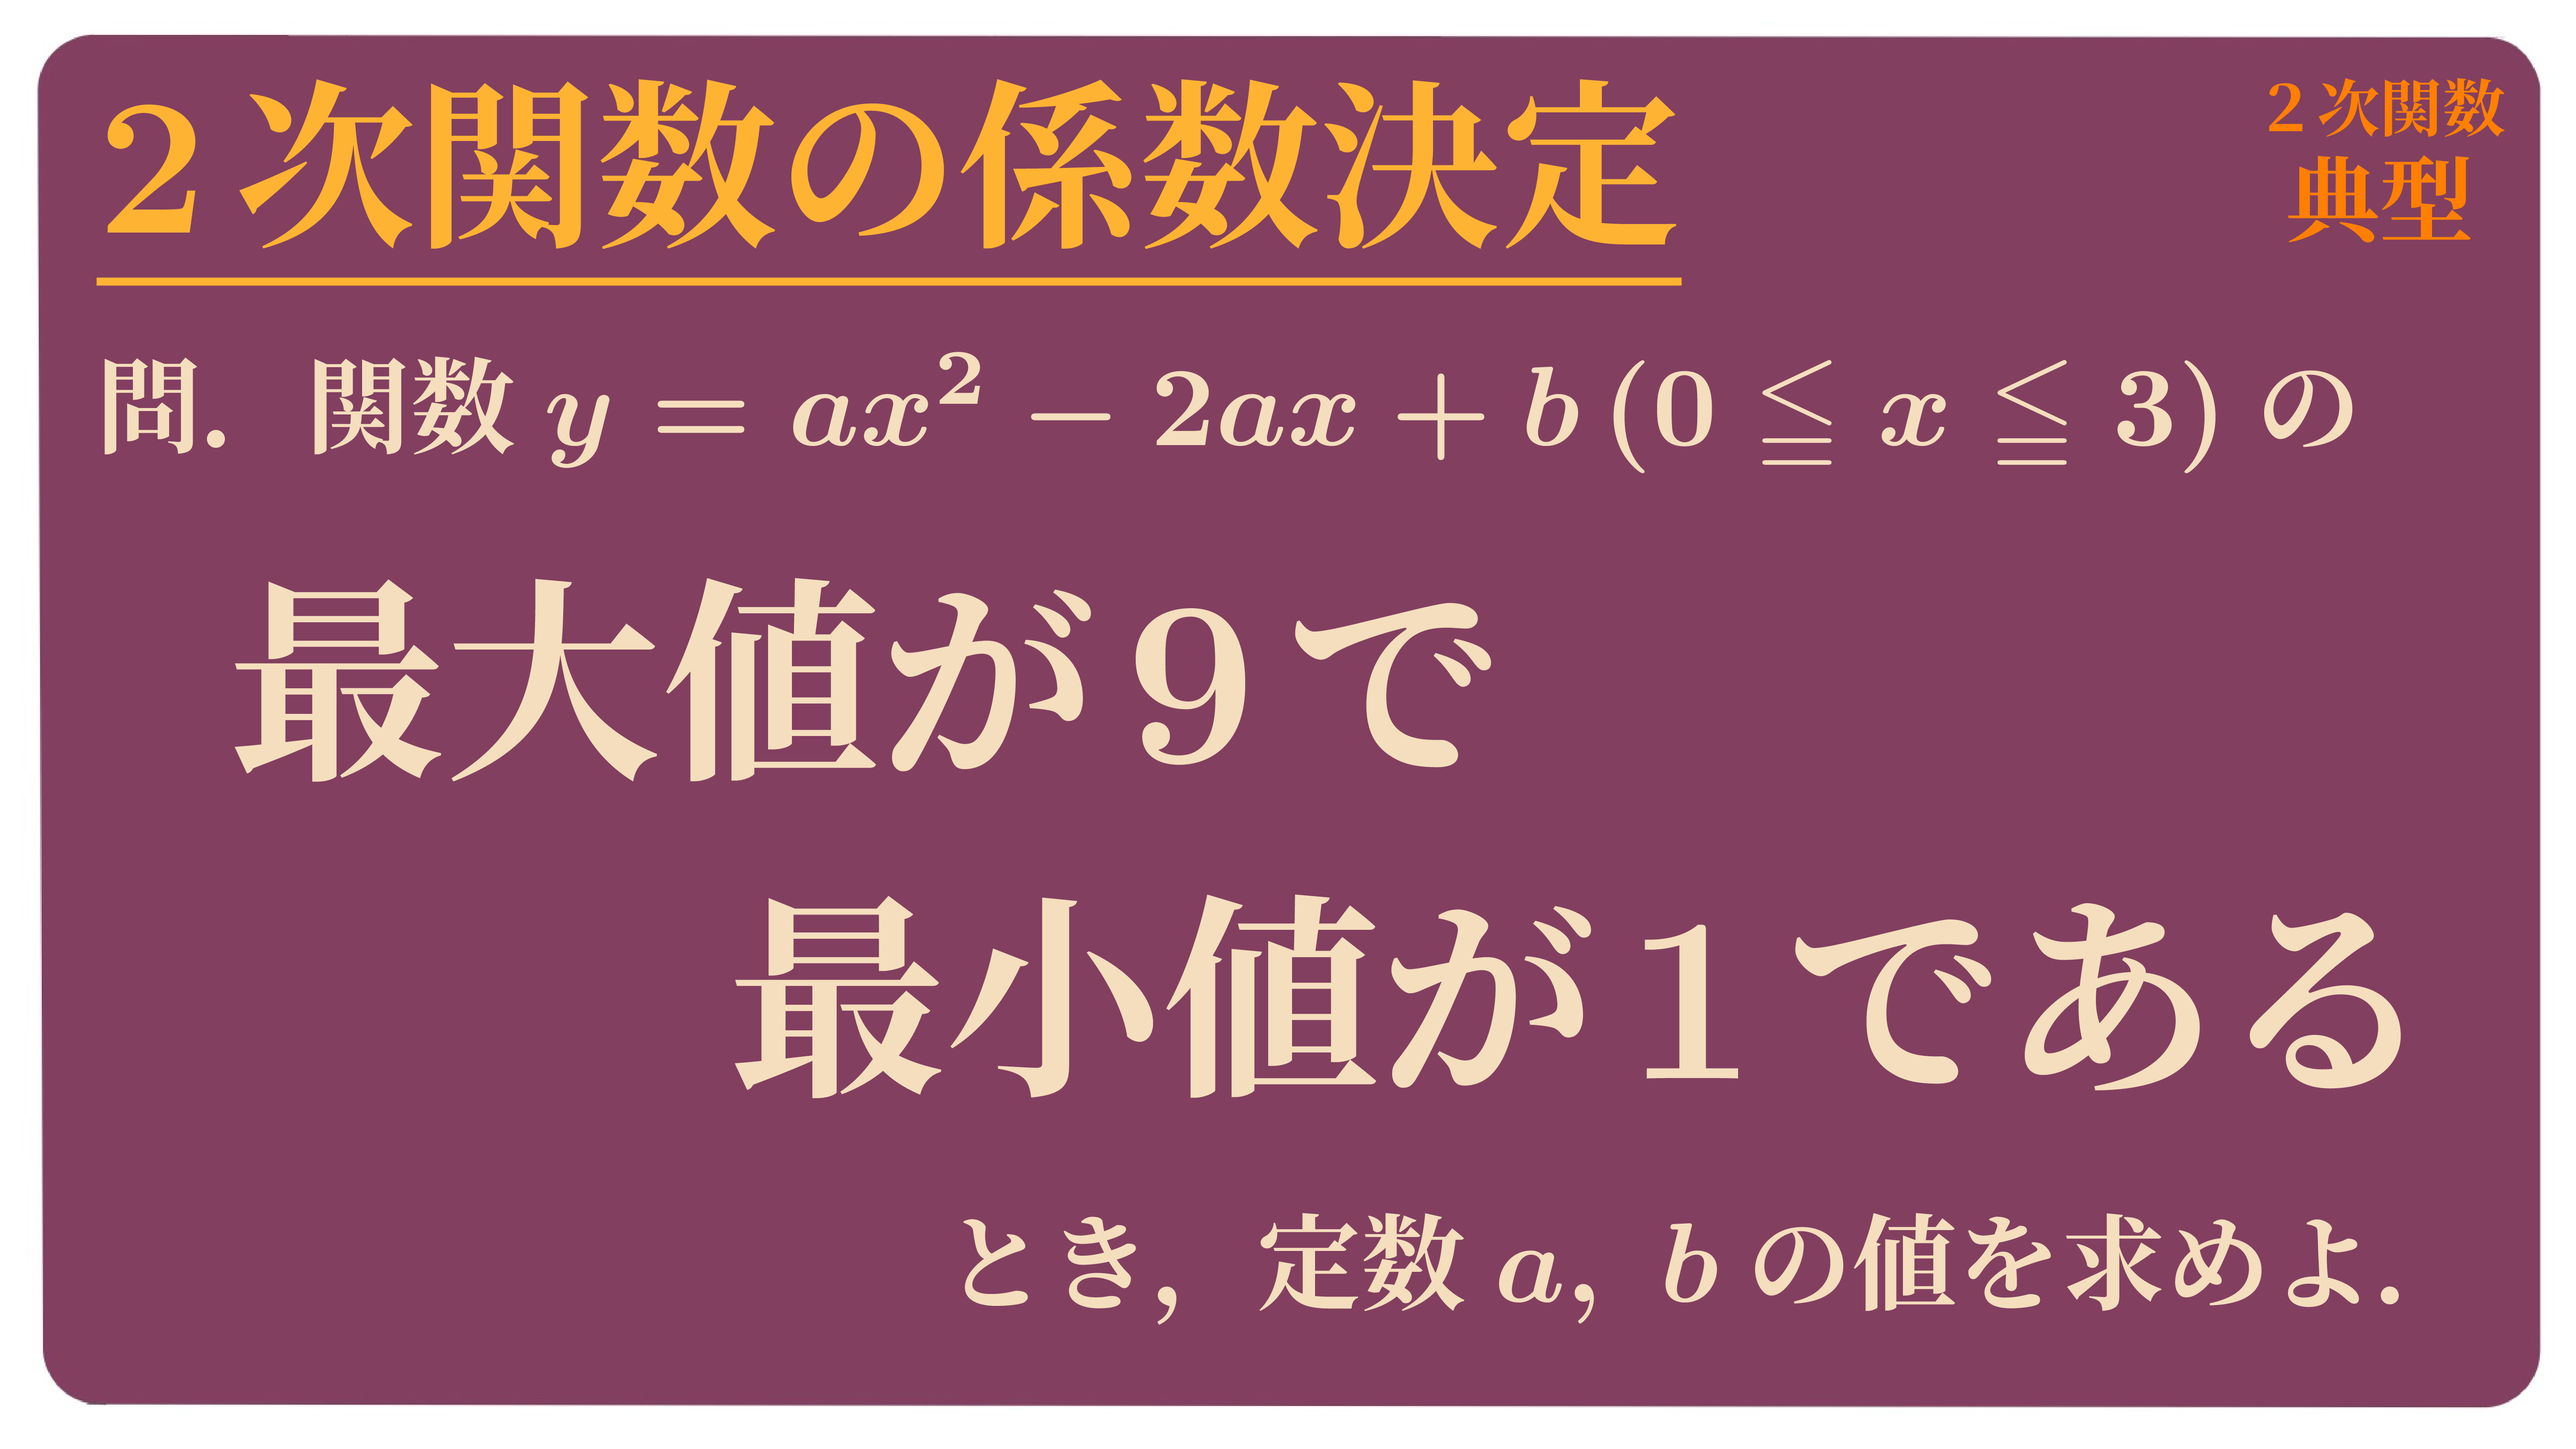 2次関数の係数決定
2次関数
典型
問. 関数 y = ax² − 2ax + b (0 ≦ x ≦ 3) の
最大値が9で
最小値が1である
とき, 定数 a, b の値を求めよ.